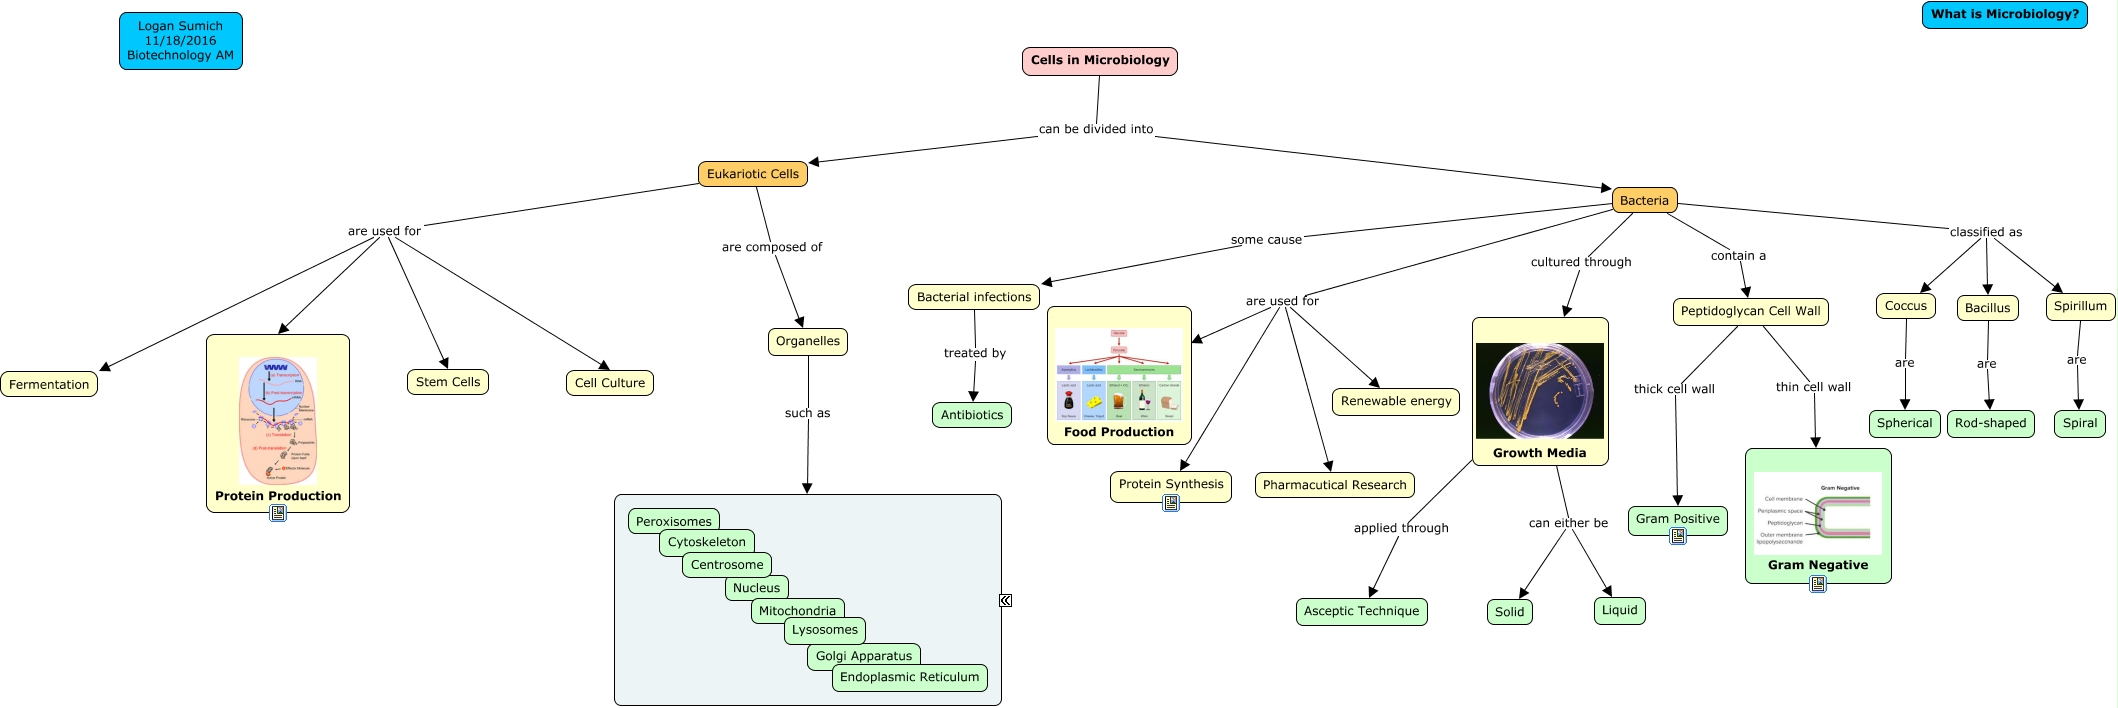 Logan Sumich
11/18/2016
Biotechnology AM
What is Microbiology?
Cells in Microbiology
can be divided into
Eukariotic Cells
Bacteria
are used for
are composed of
some cause
are used for
cultured through
contain a
classified as
Fermentation
Protein Production
Stem Cells
Cell Culture
Organelles
such as
Peroxisomes
Cytoskeleton
Centrosome
Nucleus
Mitochondria
Lysosomes
Golgi Apparatus
Endoplasmic Reticulum
Bacterial infections
treated by
Antibiotics
Food Production
Protein Synthesis
Pharmacutical Research
Renewable energy
Growth Media
applied through
Asceptic Technique
can either be
Solid
Liquid
Peptidoglycan Cell Wall
thick cell wall
thin cell wall
Gram Positive
Gram Negative
Cell membrane
Periplasmic space
Peptidoglycan
Outer membrane
lipopolysaccharide
Gram Negative
Coccus
Bacillus
Spirillum
are
are
are
Spherical
Rod-shaped
Spiral